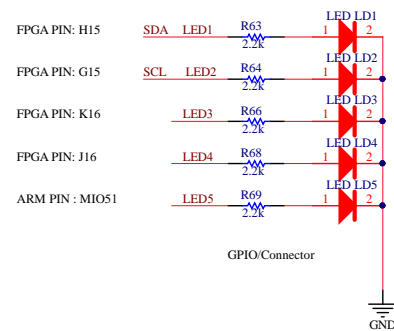 LED LD1
FPGA PIN: H15 SDA LED1 R63 2.2k 1 2
LED LD2
FPGA PIN: G15 SCL LED2 R64 2.2k 1 2
LED LD3
FPGA PIN: K16 LED3 R66 2.2k 1 2
LED LD4
FPGA PIN: J16 LED4 R68 2.2k 1 2
LED LD5
ARM PIN : MIO51 LED5 R69 2.2k 1 2
GPIO/Connector
GND